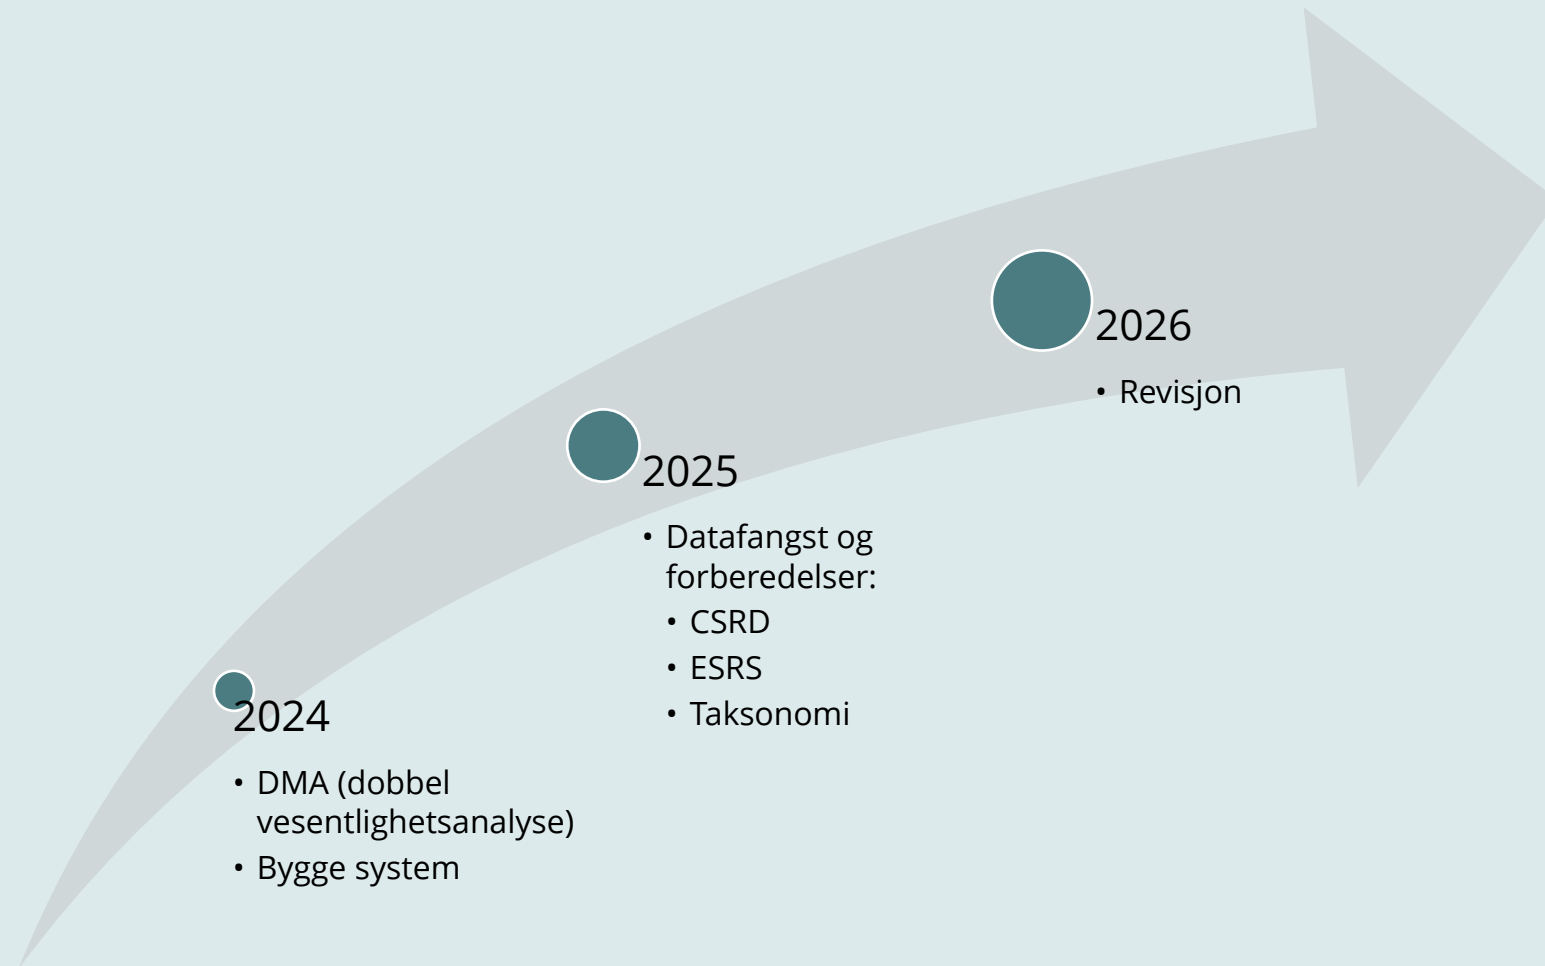 2024
• DMA (dobbel
vesentlighetsanalyse)
• Bygge system
2025
• Datafangst og
forberedelser:
• CSRD
• ESRS
• Taksonomi
2026
• Revisjon